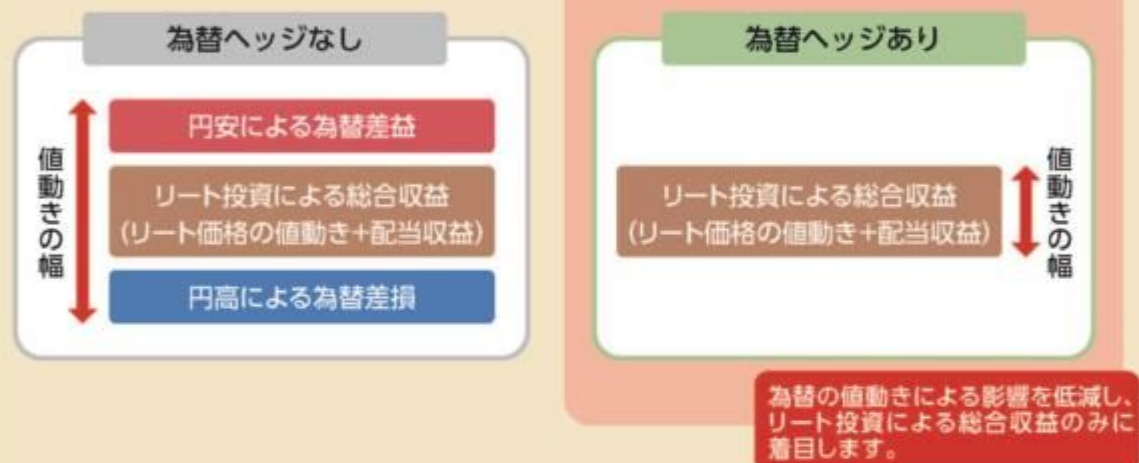 為替ヘッジなし
値動きの幅
円安による為替差益
リート投資による総合収益
(リート価格の値動き+配当収益)
円高による為替差損
為替ヘッジあり
リート投資による総合収益
(リート価格の値動き+配当収益)
値動きの幅
為替の値動きによる影響を低減し、
リート投資による総合収益のみに
着目します。